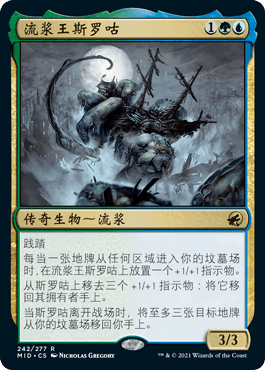 流浆王斯罗咕 1
传奇生物～流浆
践踏
每当一张地牌从任何区域进入你的坟墓场时,在流浆王斯罗咕上放置一个+1/+1指示物。
从斯罗咕上移去三个+1/+1指示物：将它移回其拥有者手上。
当斯罗咕离开战场时，将至多三张目标地牌从你的坟墓场移回你手上。
3/3
242/277 R
MID • CS NICHOLAS GREGORY
™ & © 2021 Wizards of the Coast